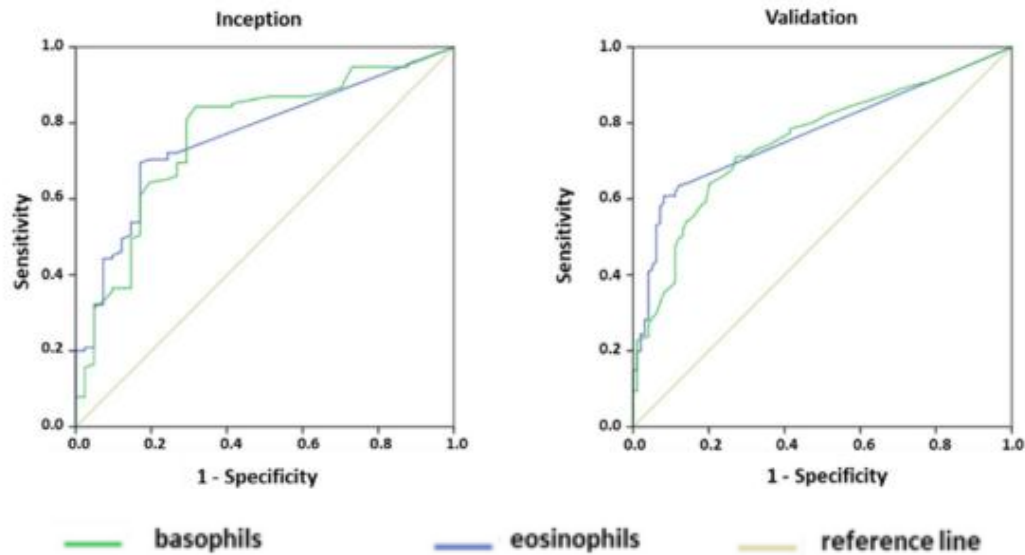 Inception
1.0
0.8
0.6
0.4
0.2
0.0
Sensitivity
0.0 0.2 0.4 0.6 0.8 1.0
1 - Specificity
Validation
1.0
0.8
0.6
0.4
0.2
0.0
Sensitivity
0.0 0.2 0.4 0.6 0.8 1.0
1 - Specificity
basophils eosinophils reference line